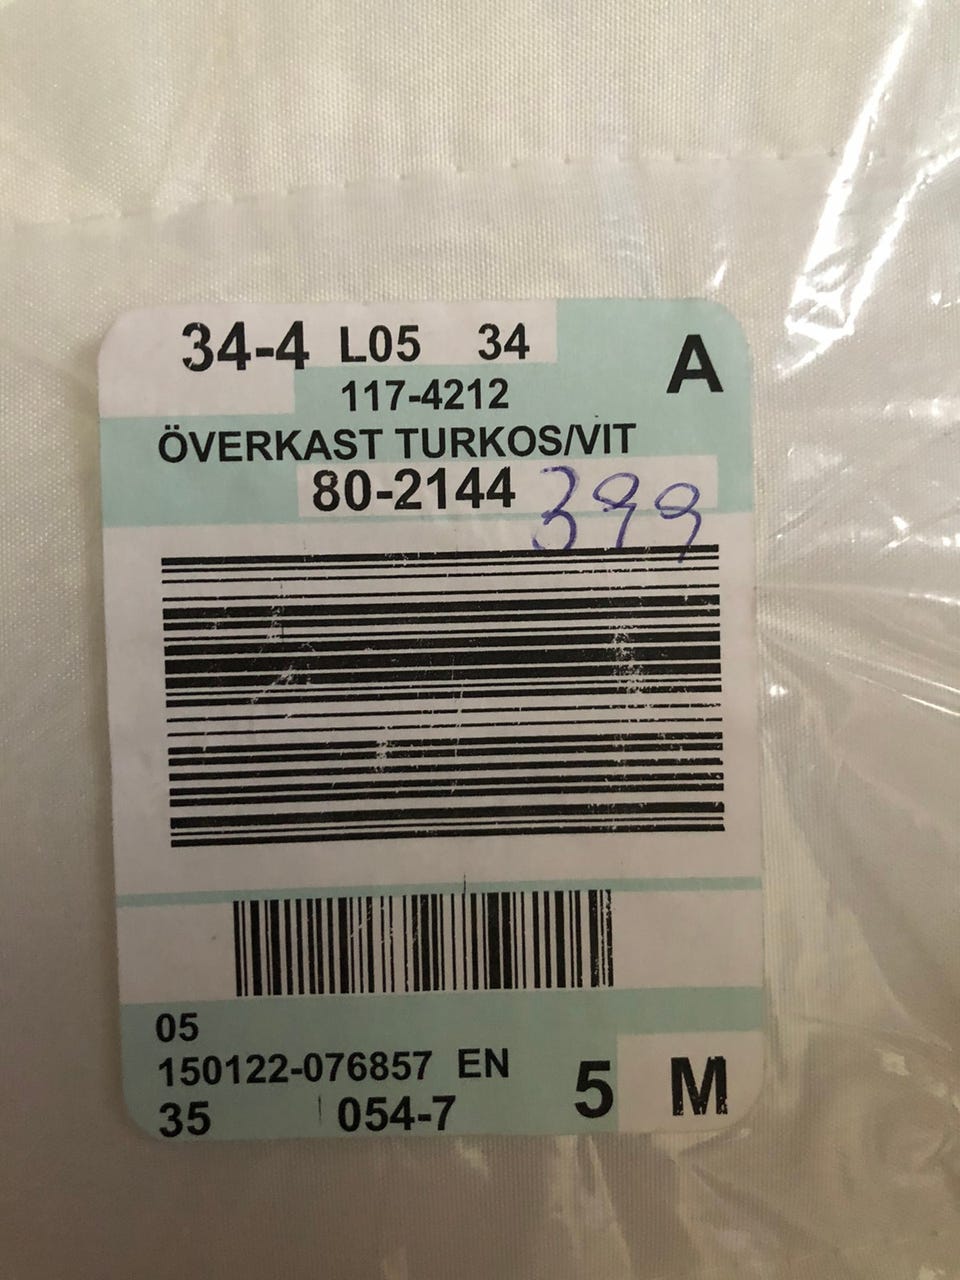 34-4 L05 34 A
117-4212
ÖVERKAST TURKOS/VIT
80-2144 399
05
150122-076857 EN
35 054-7 5 M